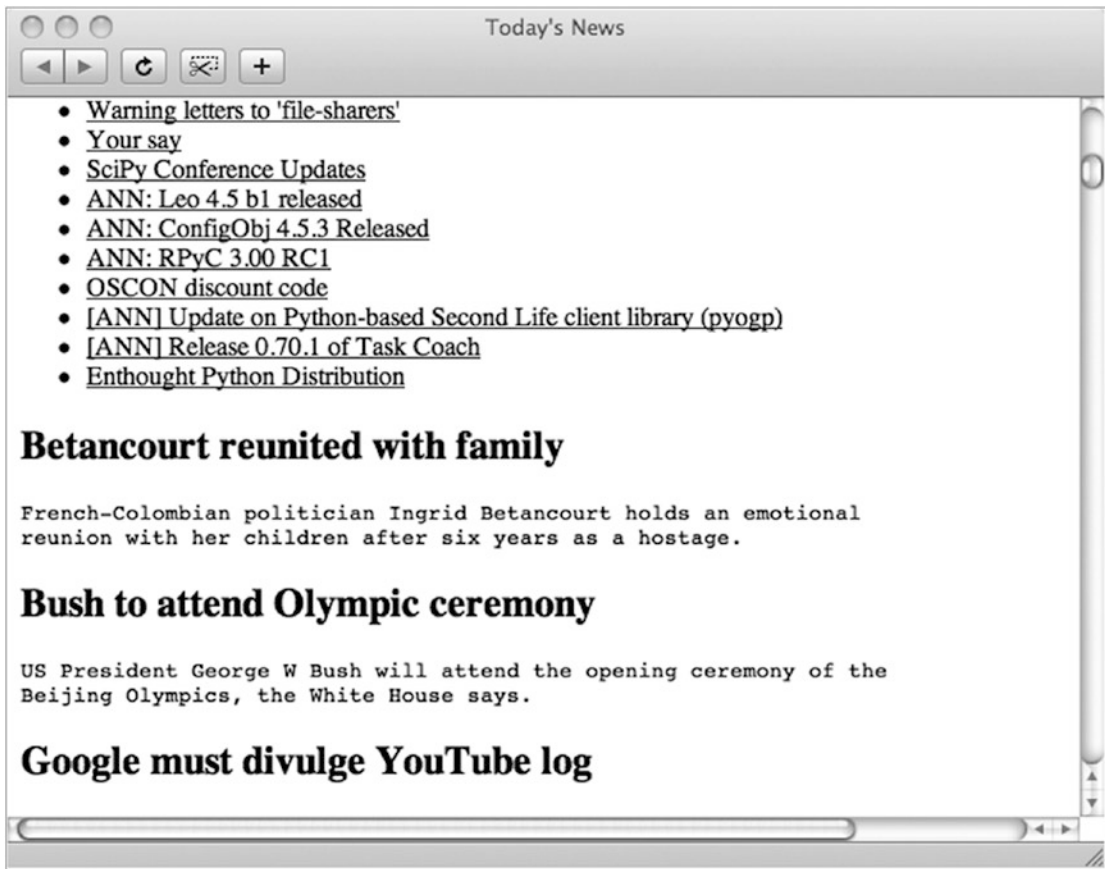 Today's News
Warning letters to 'file-sharers'
Your say
SciPy Conference Updates
ANN: Leo 4.5 b1 released
ANN: ConfigObj 4.5.3 Released
ANN: RPyC 3.00 RC1
OSCON discount code
[ANN] Update on Python-based Second Life client library (pyogp)
[ANN] Release 0.70.1 of Task Coach
Enthought Python Distribution
Betancourt reunited with family
French-Colombian politician Ingrid Betancourt holds an emotional
reunion with her children after six years as a hostage.
Bush to attend Olympic ceremony
US President George W Bush will attend the opening ceremony of the
Beijing Olympics, the White House says.
Google must divulge YouTube log